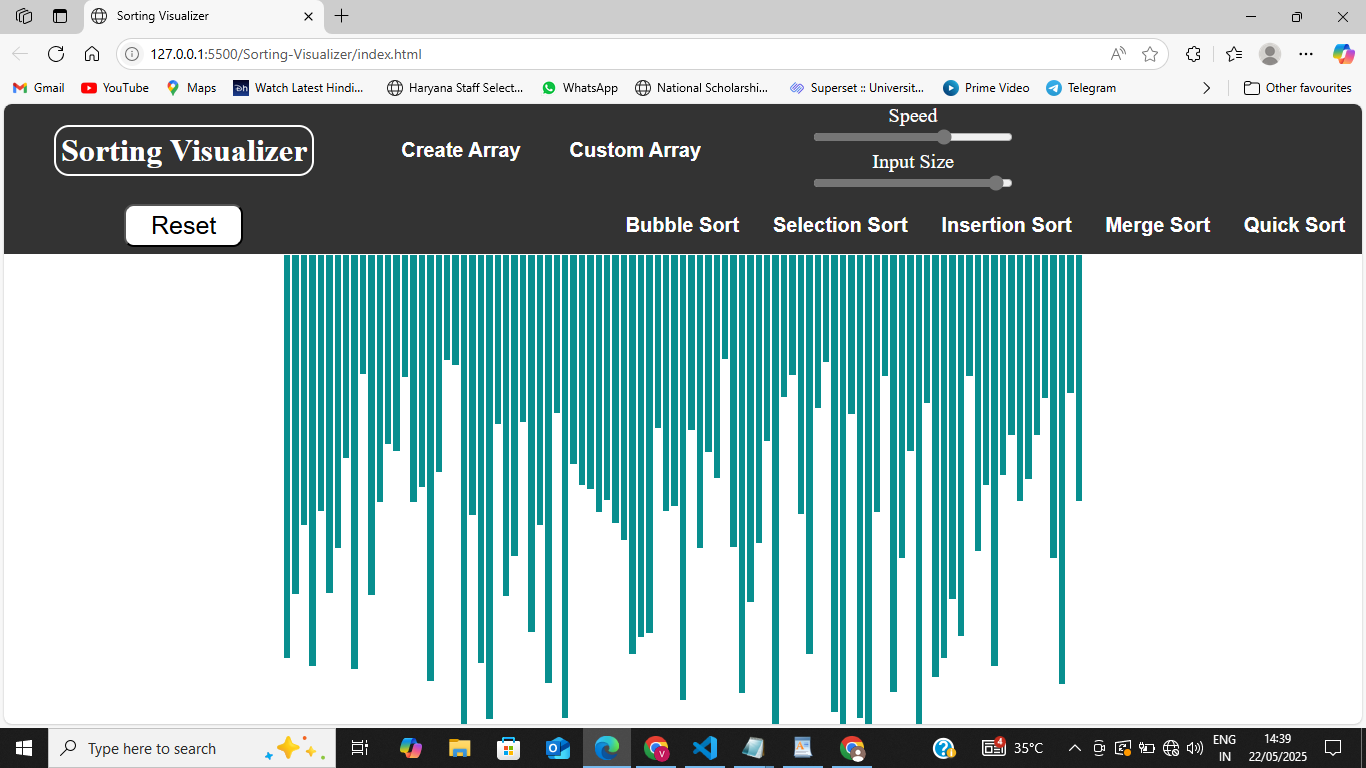 Sorting Visualizer
127.0.0.1:5500/Sorting-Visualizer/index.html
Gmail YouTube Maps Watch Latest Hindi... Haryana Staff Select... WhatsApp National Scholarshi... Superset :: Universit... Prime Video Telegram Other favourites
Speed
Sorting Visualizer Create Array Custom Array
Input Size
Reset Bubble Sort Selection Sort Insertion Sort Merge Sort Quick Sort
Type here to search 4 35°C ENG 14:39
IN 22/05/2025